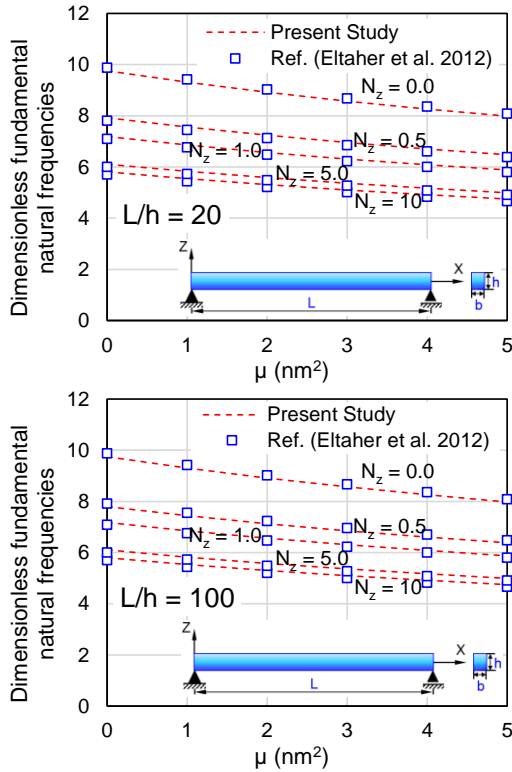 12
10
8
6
4
2
0
Dimensionless fundamental
natural frequencies
Present Study
Ref. (Eltaher et al. 2012)
N_z = 0.0
N_z = 0.5
N_z = 1.0
N_z = 5.0
N_z = 10
L/h = 20
Z
X
h
b
L
0 1 2 3 4 5
µ (nm²)
12
10
8
6
4
2
0
Dimensionless fundamental
natural frequencies
Present Study
Ref. (Eltaher et al. 2012)
N_z = 0.0
N_z = 0.5
N_z = 1.0
N_z = 5.0
N_z = 10
L/h = 100
Z
X
h
b
L
0 1 2 3 4 5
µ (nm²)